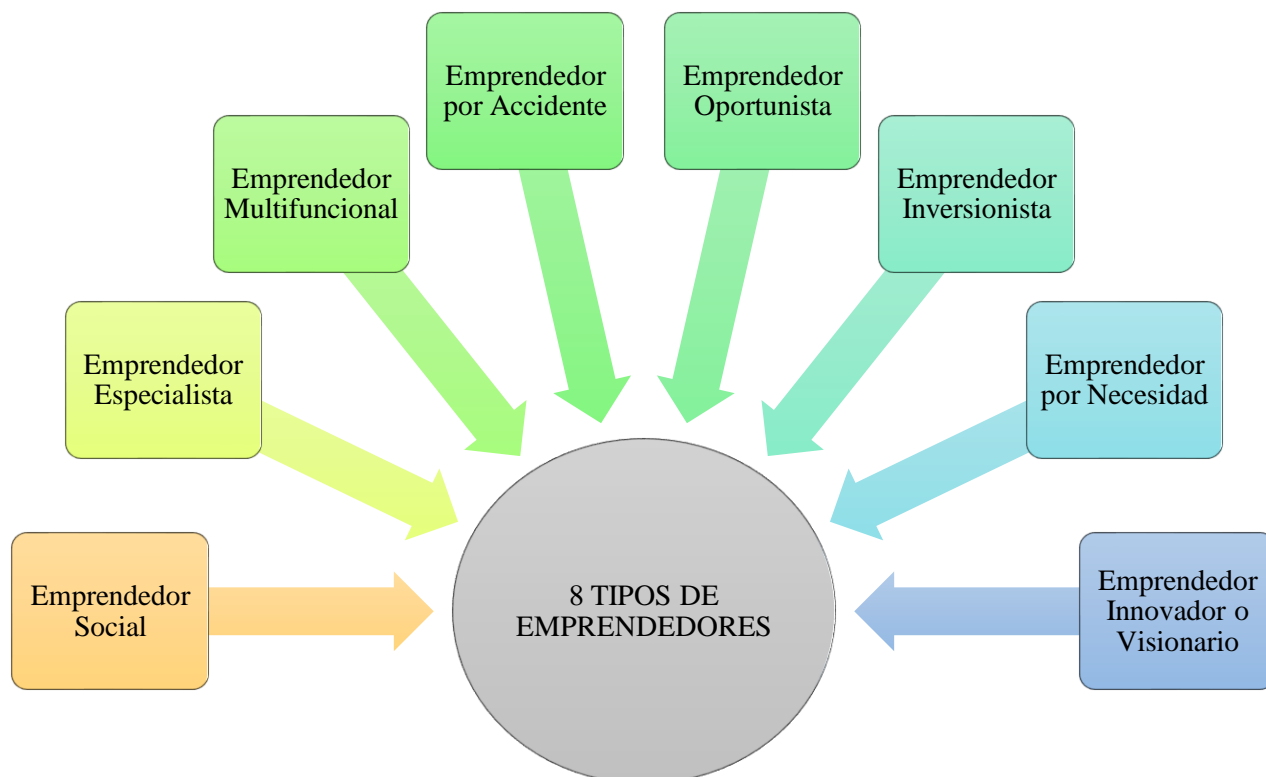 Emprendedor
por Accidente
Emprendedor
Oportunista
Emprendedor
Multifuncional
Emprendedor
Inversionista
Emprendedor
Especialista
Emprendedor
por Necesidad
Emprendedor
Social
8 TIPOS DE
EMPRENDEDORES
Emprendedor
Innovador o
Visionario